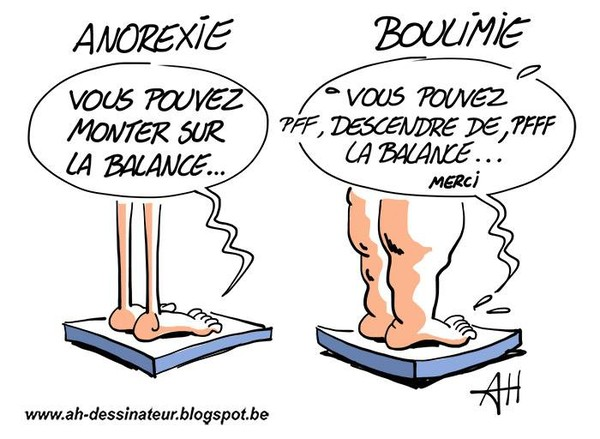 ANOREXIE
VOUS POUVEZ
MONTER SUR
LA BALANCE...
BOULIMIE
VOUS POUVEZ
PFF, DESCENDRE DE, PFFF
LA BALANCE...
MERCI
AH
www.ah-dessinateur.blogspot.be